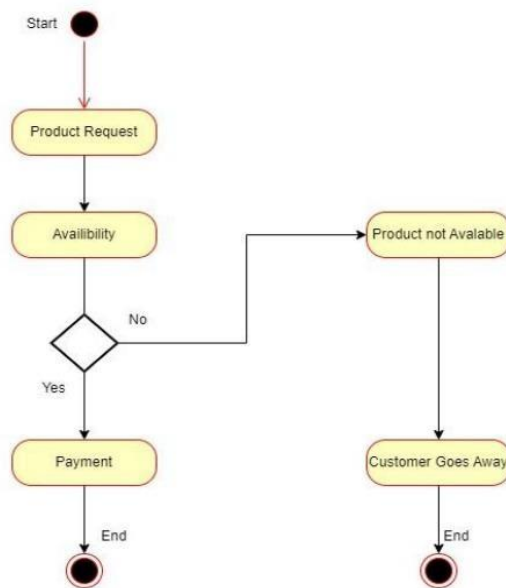 Start
Product Request
Availibility
Product not Avalable
No
Yes
Payment
Customer Goes Away
End
End